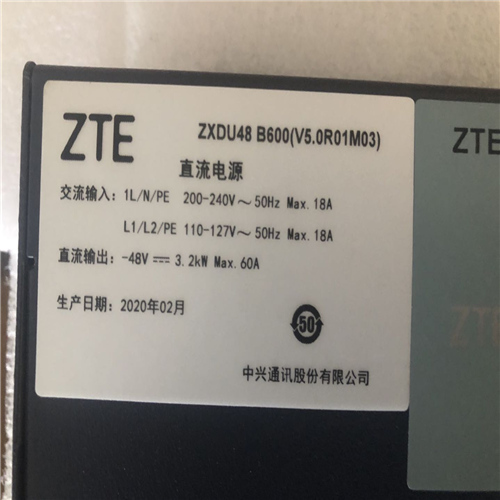 ZTE
ZXDU48 B600(V5.0R01M03)
直流电源
交流输入: 1L/N/PE 200-240V～ 50Hz Max.18A
L1/L2/PE 110-127V～ 50Hz Max.18A
直流输出: -48V⎓ 3.2kW Max.60A
生产日期: 2020年02月
50
中兴通讯股份有限公司
ZTE
ZTE